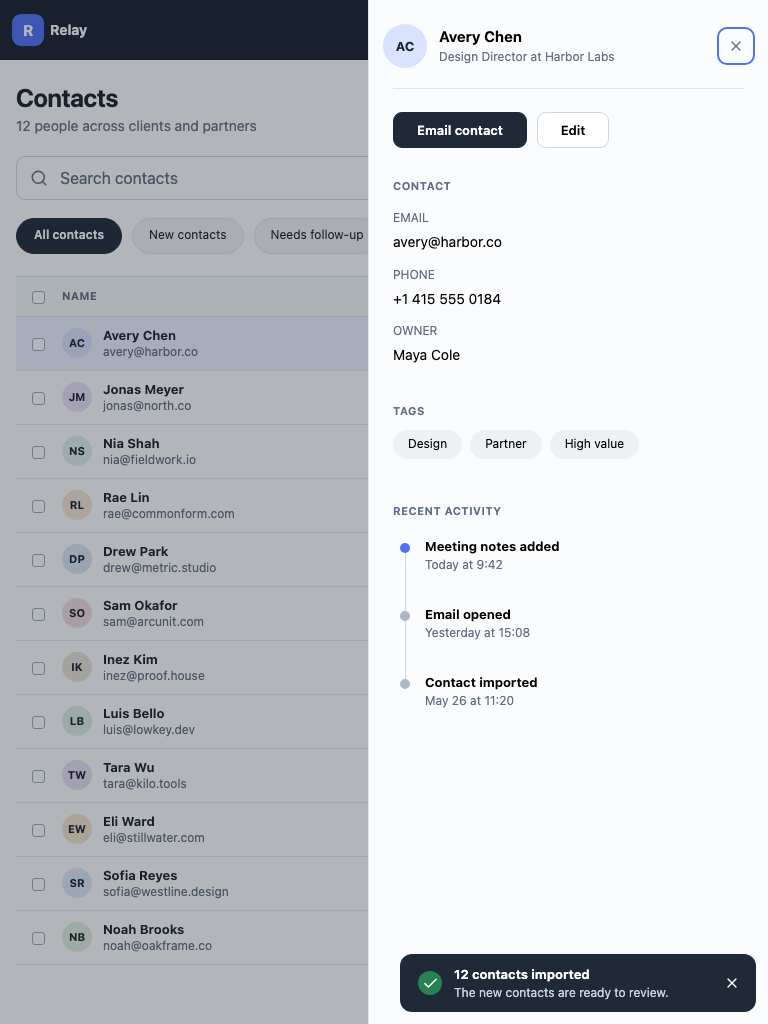 R Relay
Contacts
12 people across clients and partners
Search contacts
All contacts
New contacts
Needs follow-up
NAME
AC
Avery Chen
avery@harbor.co
JM
Jonas Meyer
jonas@north.co
NS
Nia Shah
nia@fieldwork.io
RL
Rae Lin
rae@commonform.com
DP
Drew Park
drew@metric.studio
SO
Sam Okafor
sam@arcunit.com
IK
Inez Kim
inez@proof.house
LB
Luis Bello
luis@lowkey.dev
TW
Tara Wu
tara@kilo.tools
EW
Eli Ward
eli@stillwater.com
SR
Sofia Reyes
sofia@westline.design
NB
Noah Brooks
noah@oakframe.co
AC
Avery Chen
Design Director at Harbor Labs
Email contact
Edit
CONTACT
EMAIL
avery@harbor.co
PHONE
+1 415 555 0184
OWNER
Maya Cole
TAGS
Design
Partner
High value
RECENT ACTIVITY
Meeting notes added
Today at 9:42
Email opened
Yesterday at 15:08
Contact imported
May 26 at 11:20
12 contacts imported
The new contacts are ready to review.